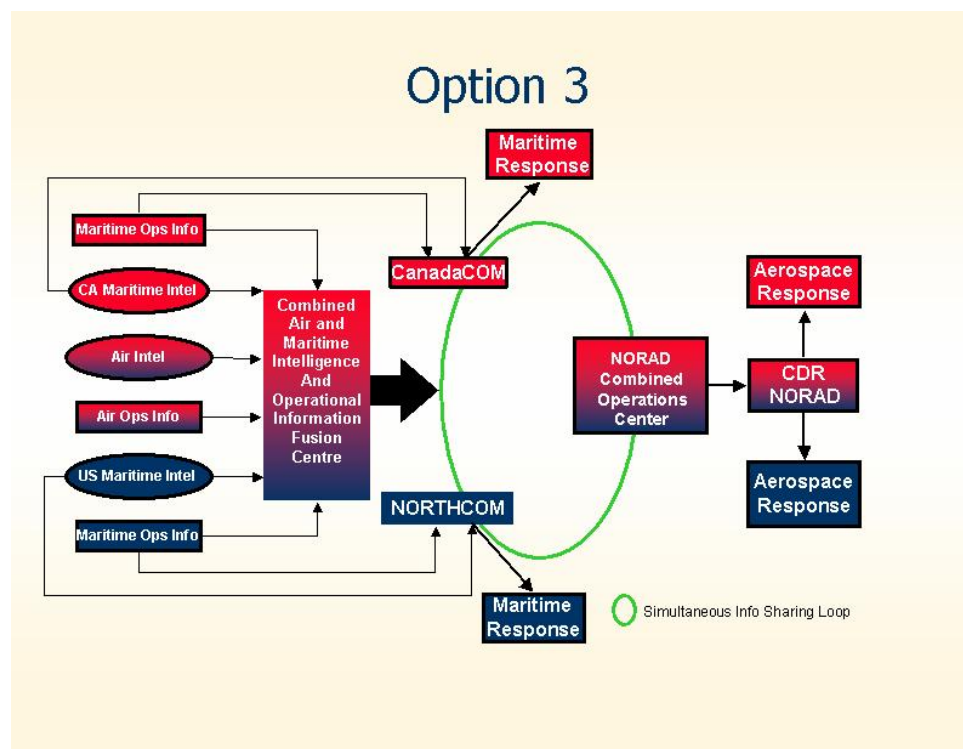 Option 3
Maritime
Response
Maritime Ops Info
CA Maritime Intel
Air Intel
Air Ops Info
US Maritime Intel
Maritime Ops Info
Combined
Air and
Maritime
Intelligence
And
Operational
Information
Fusion
Centre
CanadaCOM
NORTHCOM
Maritime
Response
NORAD
Combined
Operations
Center
Aerospace
Response
CDR
NORAD
Aerospace
Response
Simultaneous Info Sharing Loop